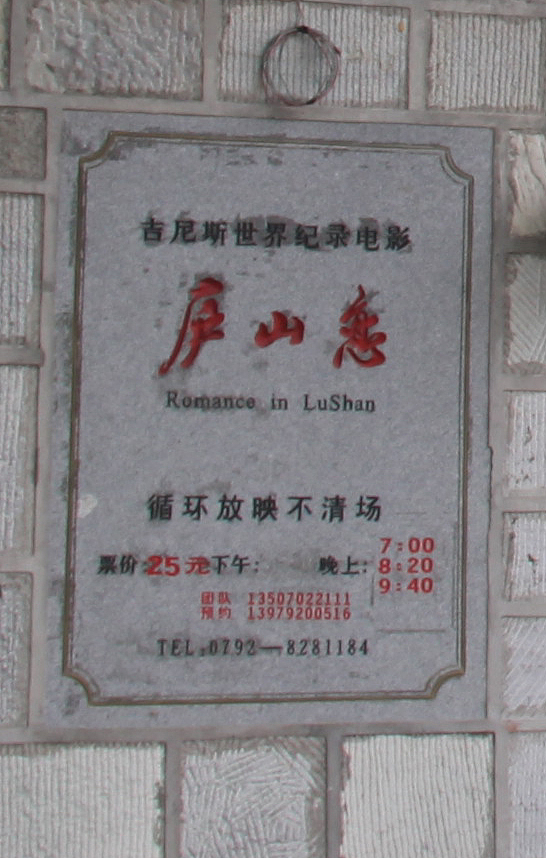 吉尼斯世界纪录电影
庐山恋
Romance in LuShan
循环放映不清场
票价:25元下午: 晚上: 7:00
8:20
9:40
团队 13507022111
预约 13979200516
TEL:0792—8281184